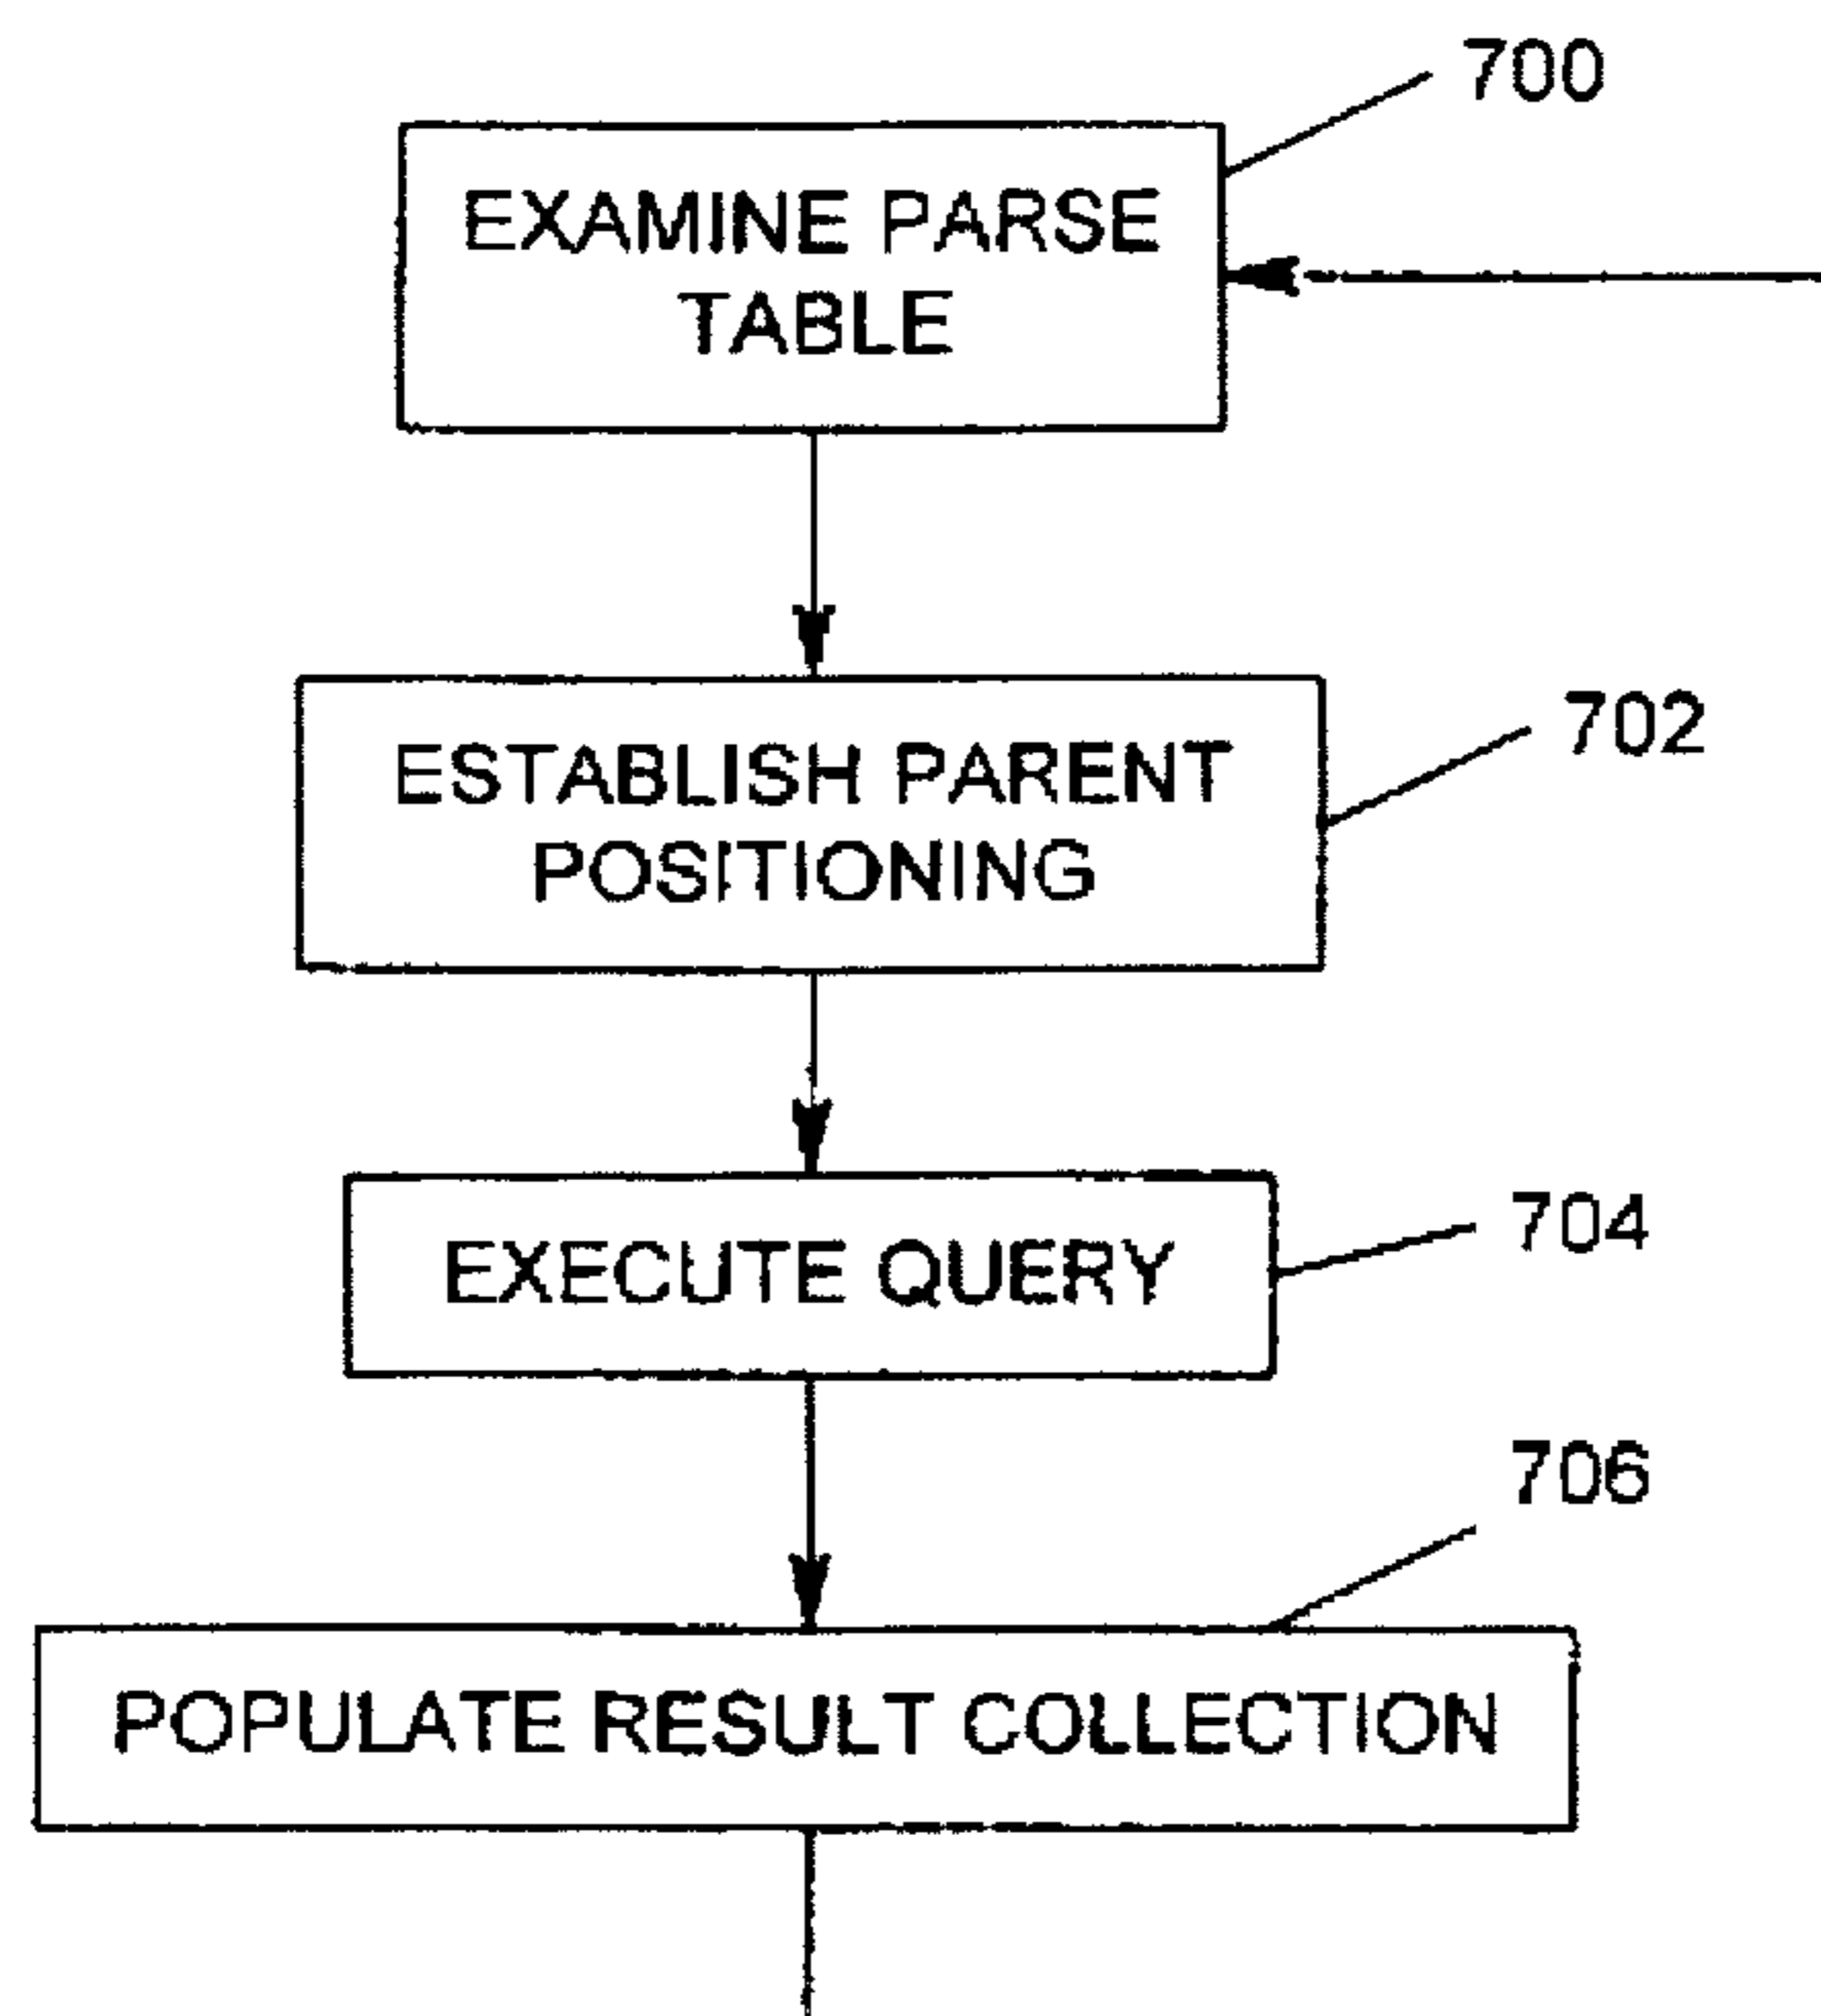 700
EXAMINE PARSE
TABLE
702
ESTABLISH PARENT
POSITIONING
704
EXECUTE QUERY
706
POPULATE RESULT COLLECTION